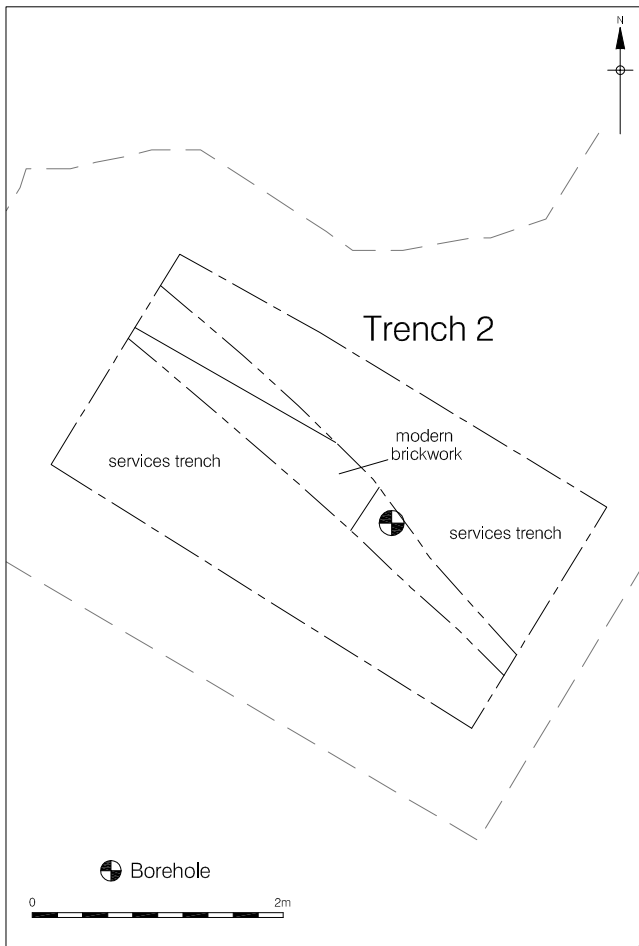 N
Trench 2
modern
brickwork
services trench
services trench
Borehole
0 2m